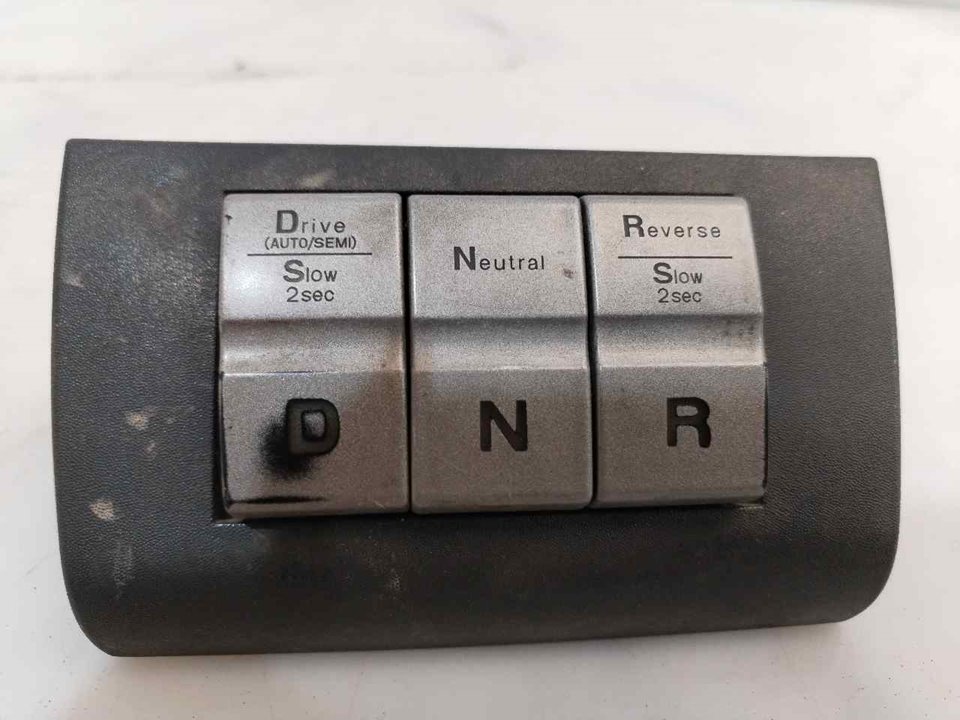 Drive
(AUTO/SEMI)
Slow
2sec
D
Neutral
N
Reverse
Slow
2sec
R